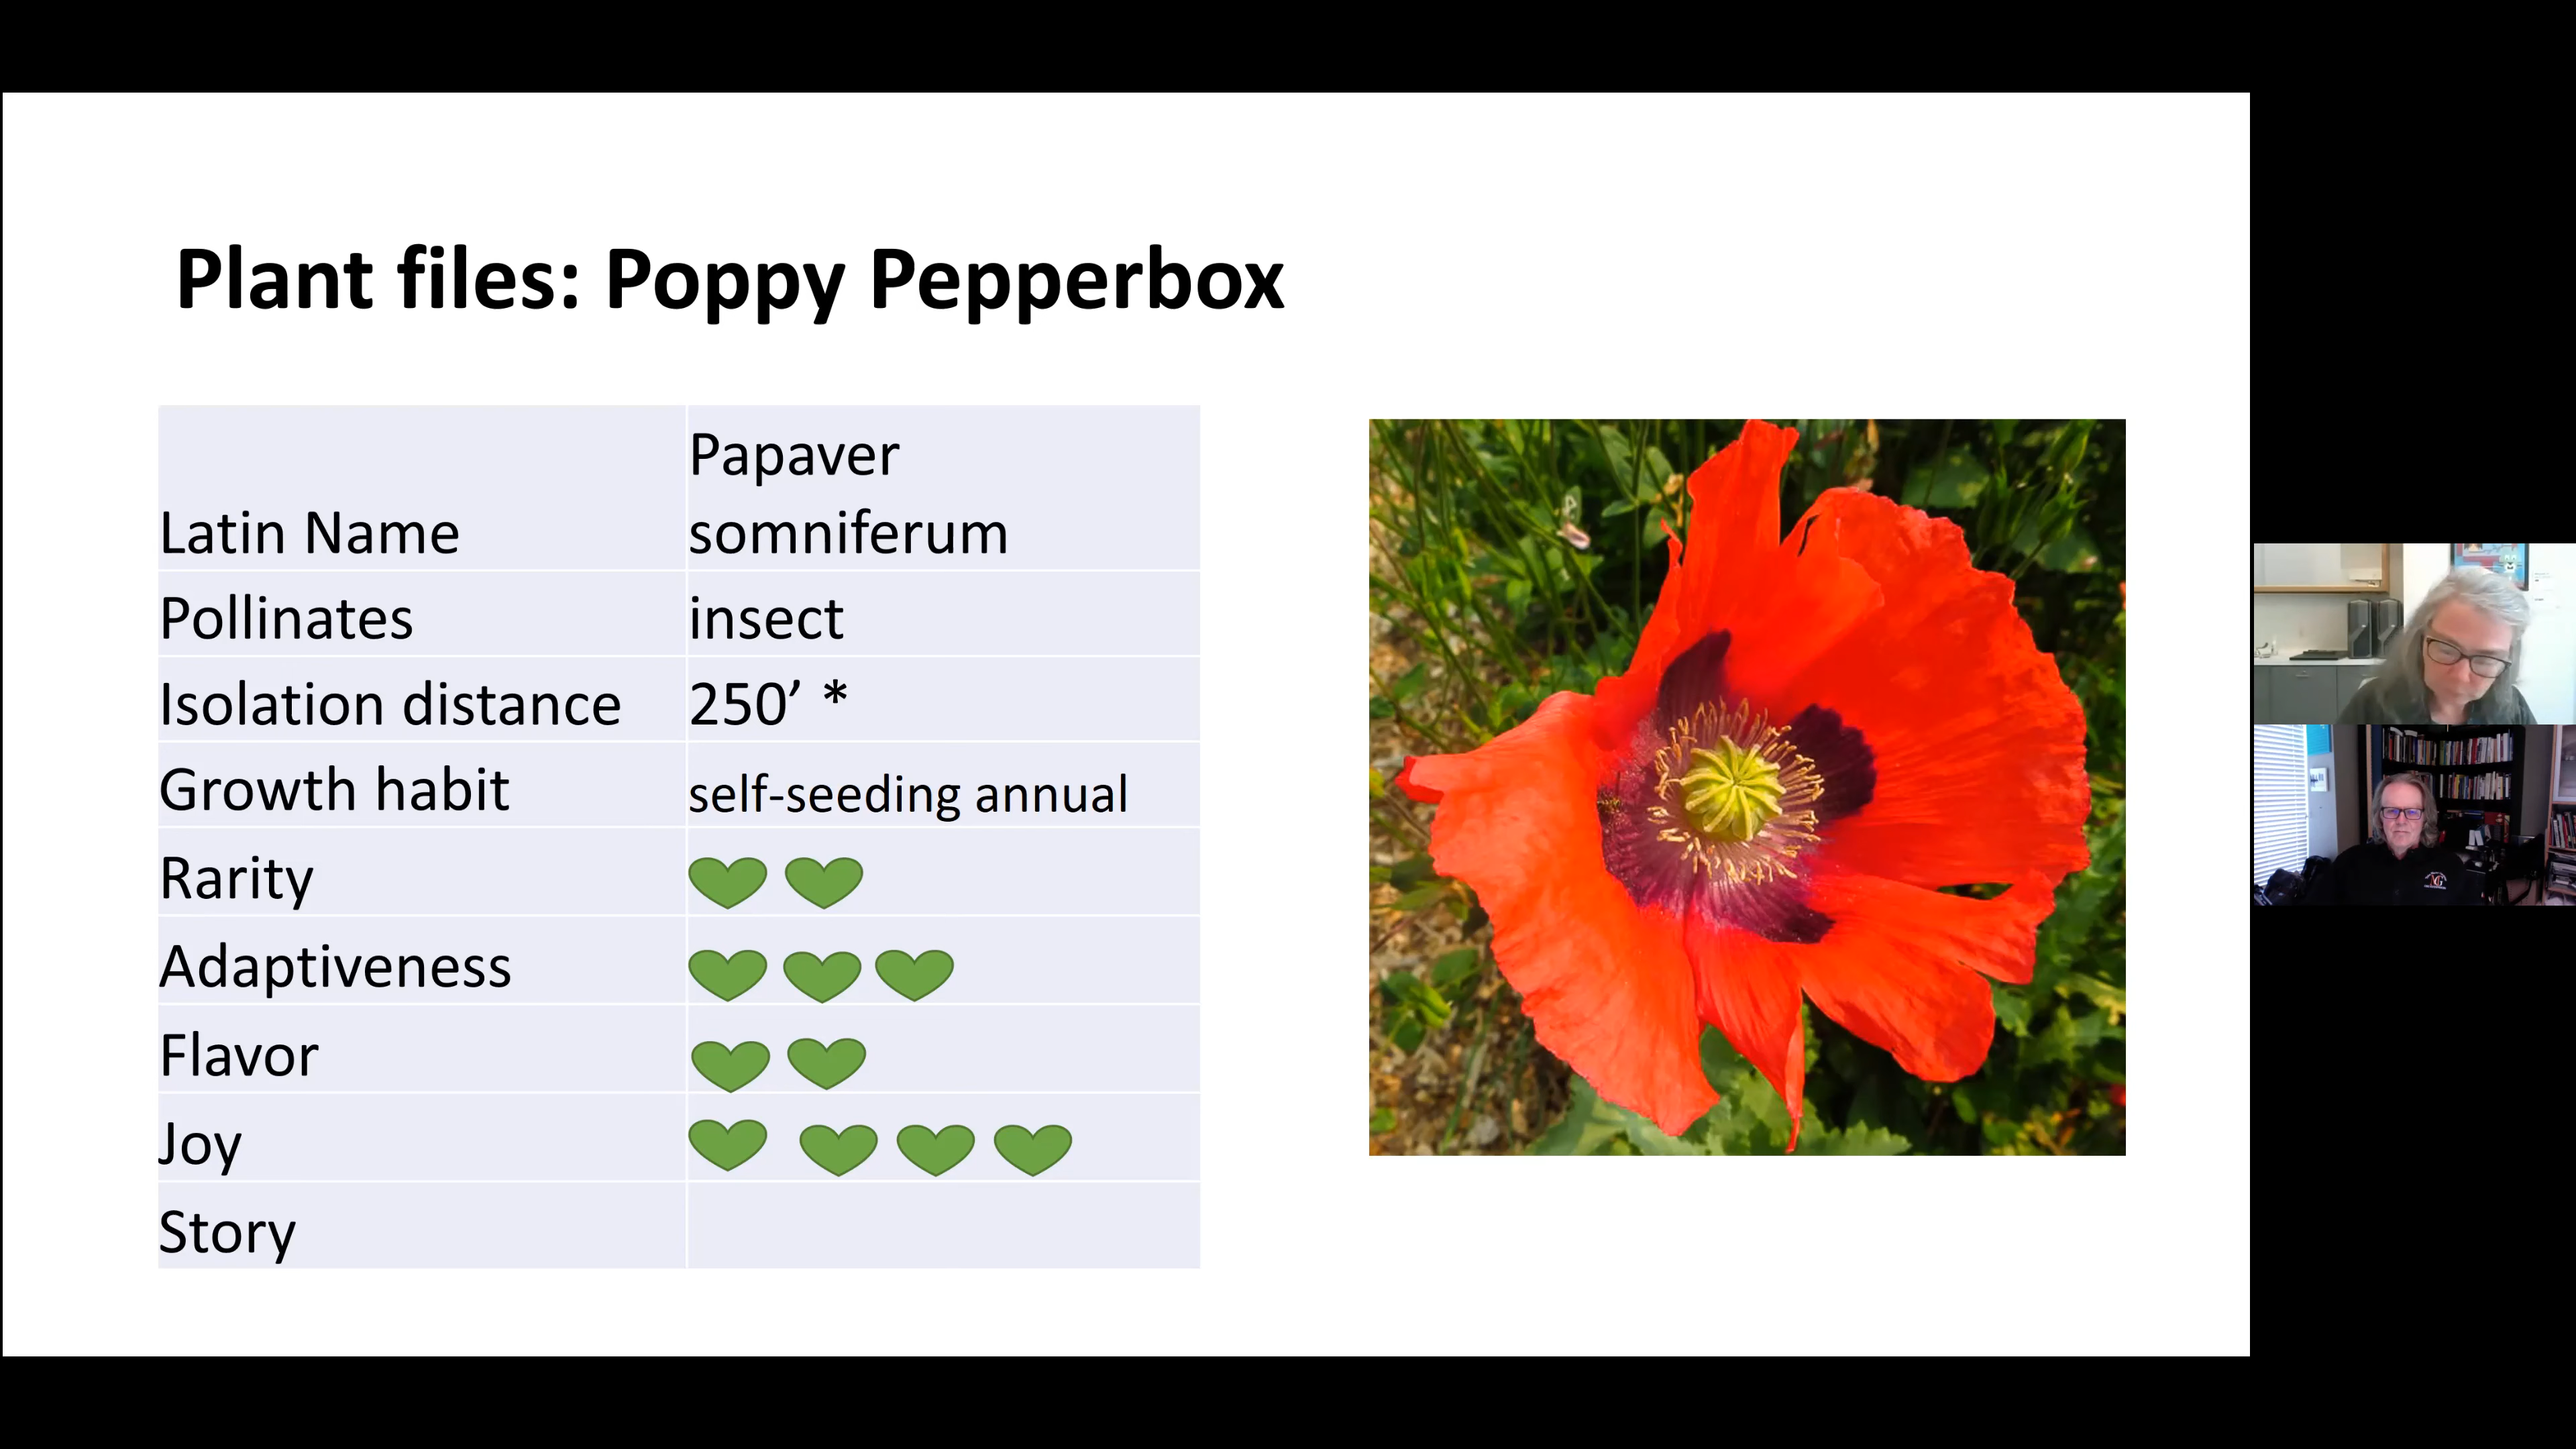 Plant files: Poppy Pepperbox
Latin Name
Papaver
somniferum
Pollinates
insect
Isolation distance
250’ *
Growth habit
self-seeding annual
Rarity
Adaptiveness
Flavor
Joy
Story